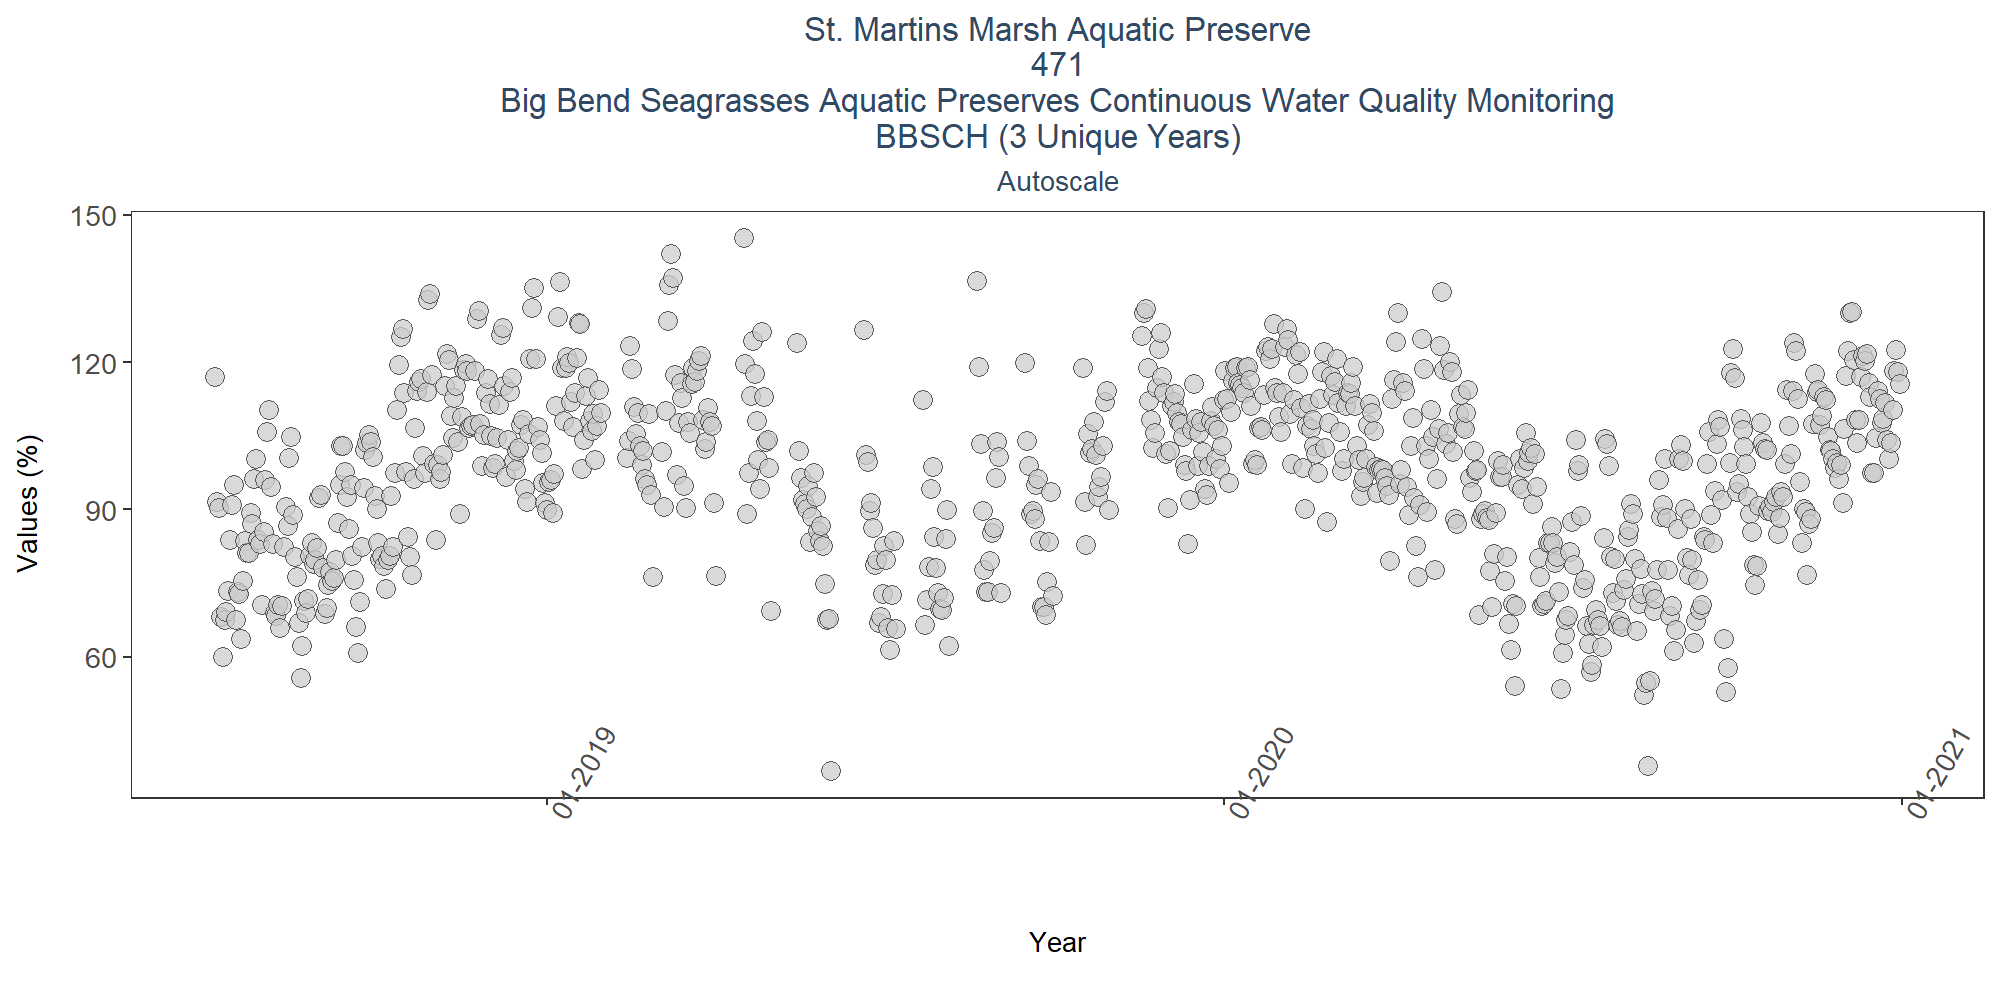 St. Martins Marsh Aquatic Preserve
471
Big Bend Seagrasses Aquatic Preserves Continuous Water Quality Monitoring
BBSCH (3 Unique Years)
Autoscale
150
120
90
60
Values (%)
01-2019
01-2020
01-2021
Year